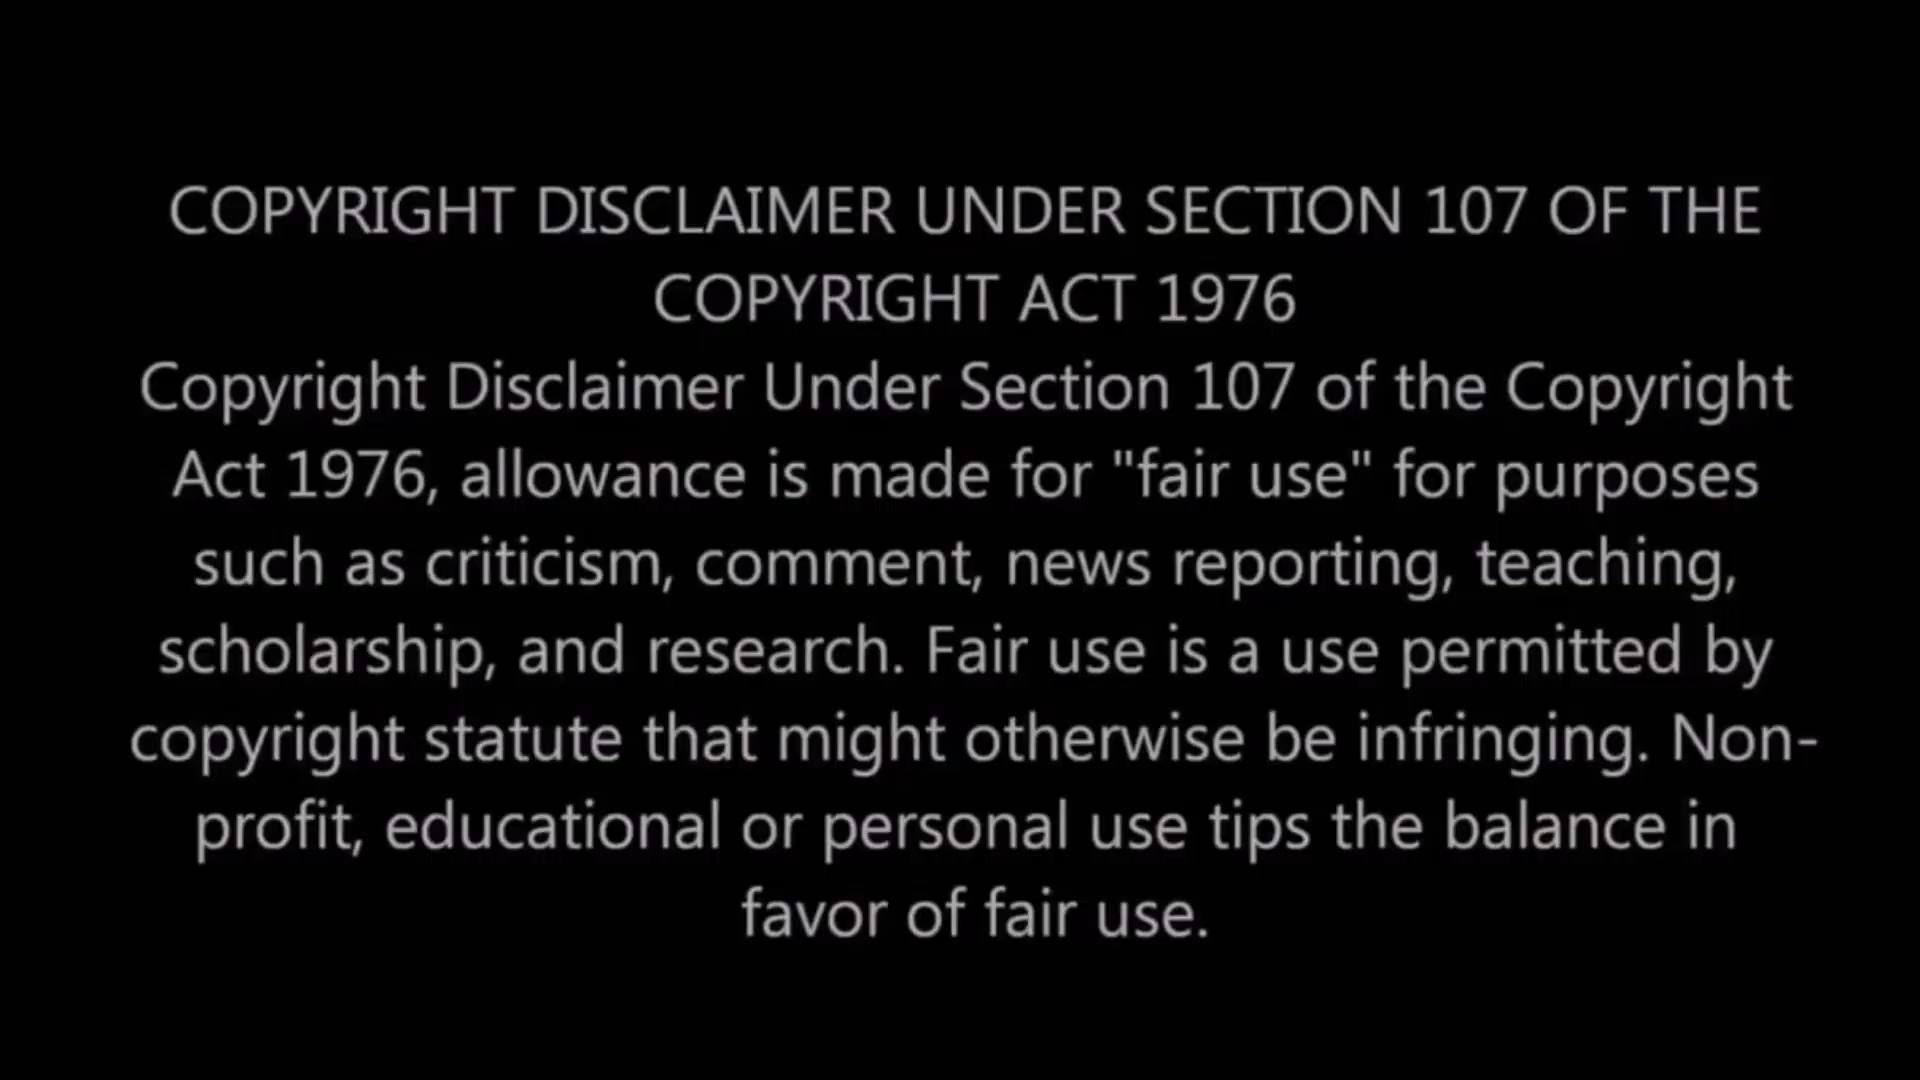 COPYRIGHT DISCLAIMER UNDER SECTION 107 OF THE
COPYRIGHT ACT 1976
Copyright Disclaimer Under Section 107 of the Copyright
Act 1976, allowance is made for "fair use" for purposes
such as criticism, comment, news reporting, teaching,
scholarship, and research. Fair use is a use permitted by
copyright statute that might otherwise be infringing. Non-
profit, educational or personal use tips the balance in
favor of fair use.